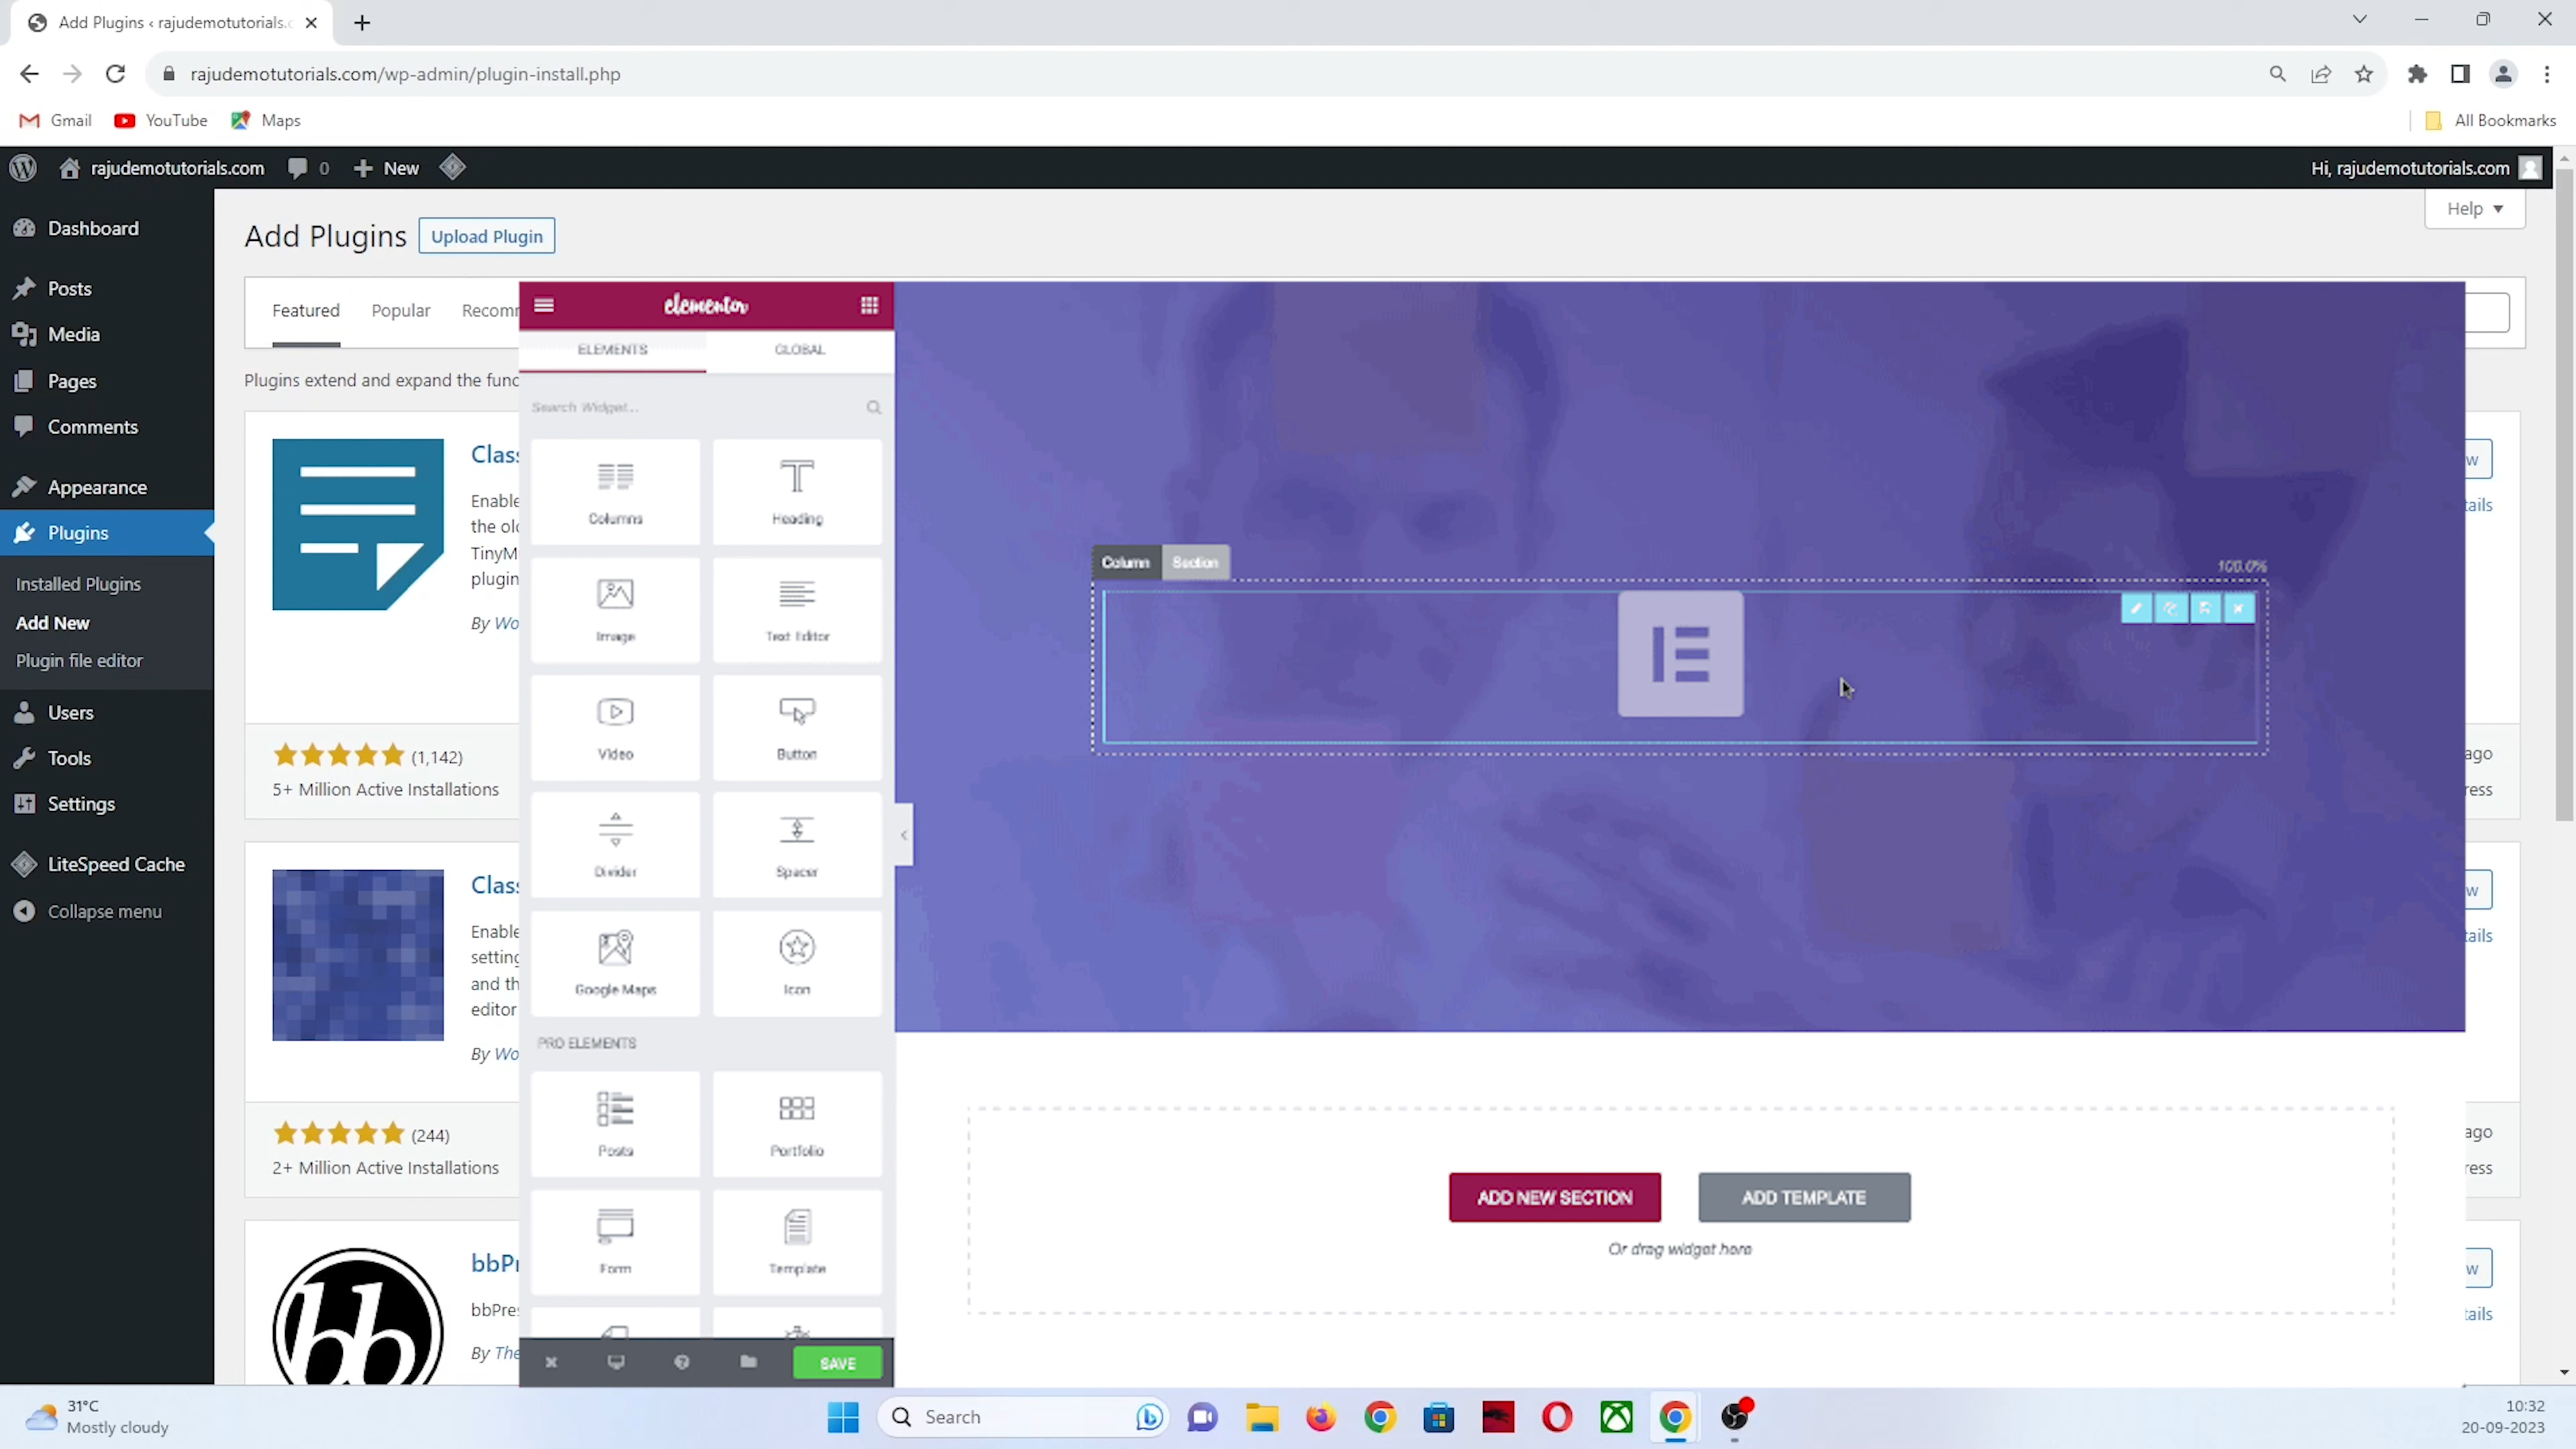 Add Plugins ‹ rajudemotutorials.c
rajudemotutorials.com/wp-admin/plugin-install.php
Gmail
YouTube
Maps
All Bookmarks
rajudemotutorials.com
0
New
Hi, rajudemotutorials.com
Help
Dashboard
Posts
Media
Pages
Comments
Appearance
Plugins
Installed Plugins
Add New
Plugin file editor
Users
Tools
Settings
LiteSpeed Cache
Collapse menu
Add Plugins
Upload Plugin
Featured
Popular
Recomm
Plugins extend and expand the func
Class
Enable
the old
TinyM
plugin
By Wo
(1,142)
5+ Million Active Installations
Class
Enable
setting
and th
editor
By Wo
(244)
2+ Million Active Installations
bbPr
bbPres
By The
elementor
ELEMENTS
GLOBAL
Search Widget...
Columns
Heading
Image
Text Editor
Video
Button
Divider
Spacer
Google Maps
Icon
PRO ELEMENTS
Posts
Portfolio
Form
Template
SAVE
Column
Section
100.0%
ADD NEW SECTION
ADD TEMPLATE
Or drag widget here
w
tails
ago
ress
w
tails
ago
ress
w
tails
31°C
Mostly cloudy
Search
10:32
20-09-2023